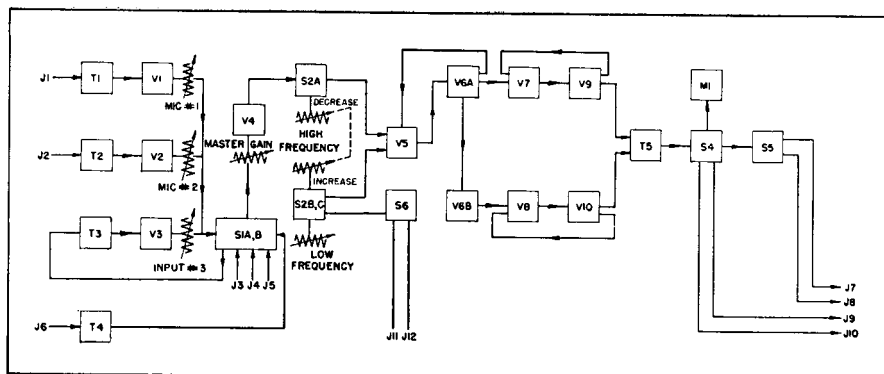 J1 T1 V1
MIC #1
J2 T2 V2
MIC #2
T3 V3
INPUT #3
J6 T4
V4
MASTER GAIN
S1A,B
J3 J4 J5
S2A
DECREASE
HIGH FREQUENCY
INCREASE
S2B,C
LOW FREQUENCY
V5
S6
J11 J12
V6A V7 V9
V6B V8 V10
T5
M1
S4
S5
J7
J8
J9
J10